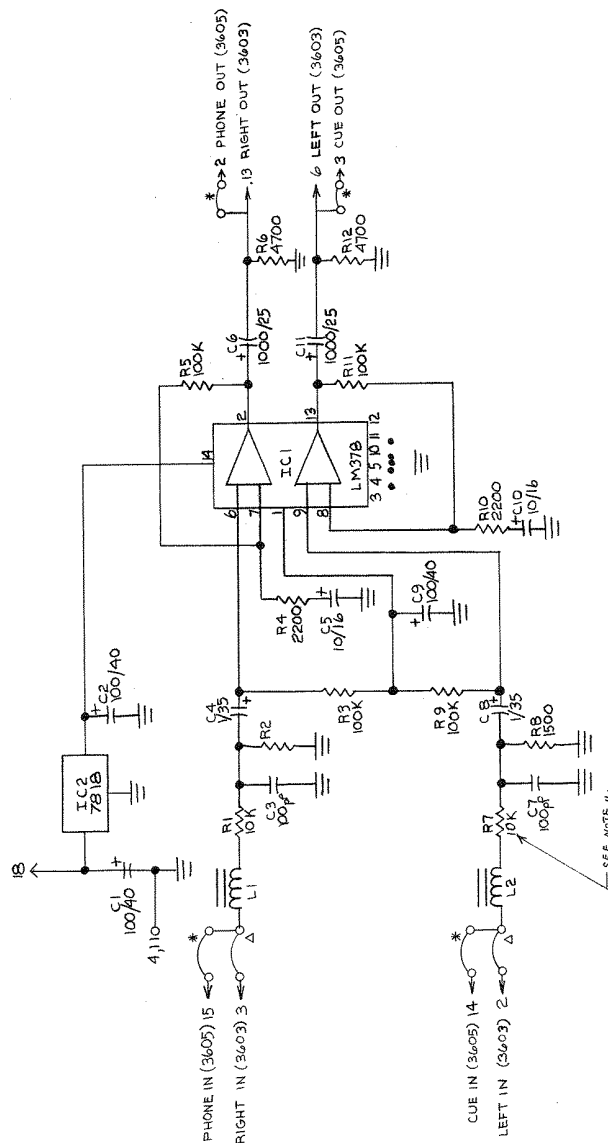 18
IC2
7818
+
C2
100/40
C1
+
100/40
4,110
PHONE IN (3605) 15
*
RIGHT IN (3603) 3
Δ
L1
R1
10K
C3
100pf
R2
C4
1/35
+
R3
100K
R4
2200
+
C5
10/16
+
C9
100/40
R9
100K
CUE IN (3605) 14
*
LEFT IN (3603) 2
Δ
L2
R7
10K
C7
100pf
R8
1500
C8
1/35
+
14
6
7
1
9
8
2
13
IC1
LM378
3 4 5 10 11 12
R5
100K
C6
+
1000/25
R6
4700
*
2 PHONE OUT (3605)
13 RIGHT OUT (3603)
C11
+
1000/25
R11
100K
R12
4700
6 LEFT OUT (3603)
*
3 CUE OUT (3605)
R10
2200
+C10
10/16
SEE NOTE